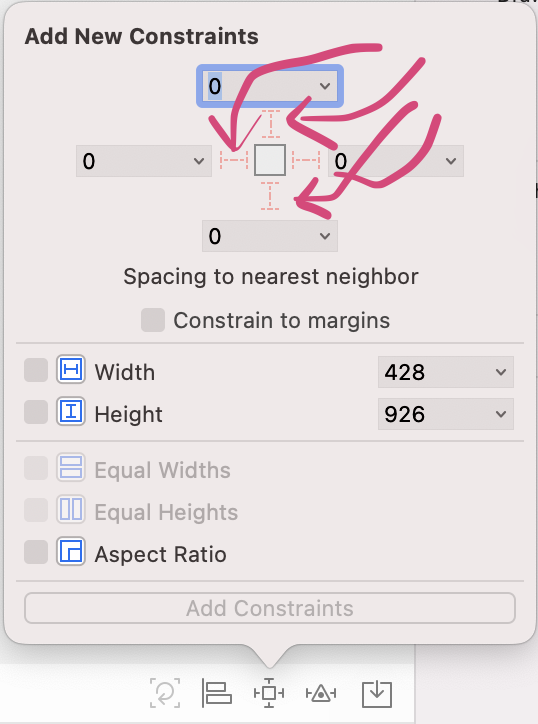 Add New Constraints
0
0
0
0
Spacing to nearest neighbor
Constrain to margins
Width
428
Height
926
Equal Widths
Equal Heights
Aspect Ratio
Add Constraints